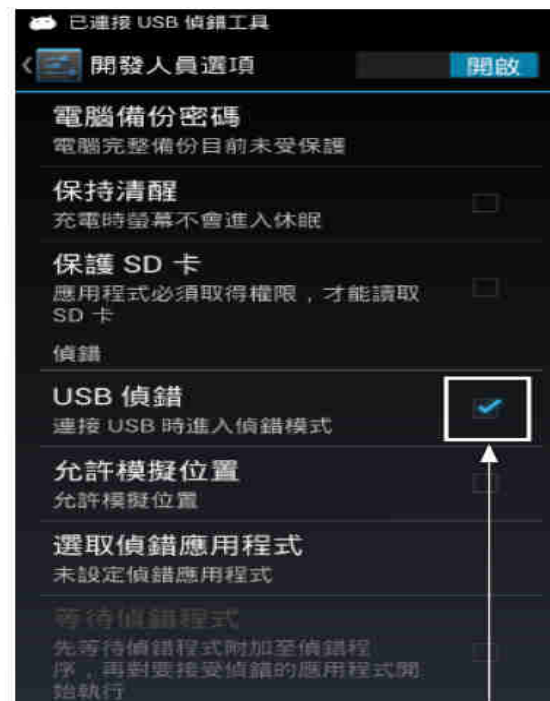 已連接 USB 偵錯工具
開發人員選項
開啟
電腦備份密碼
電腦完整備份目前未受保護
保持清醒
充電時螢幕不會進入休眠
保護 SD 卡
應用程式必須取得權限，才能讀取
SD 卡
偵錯
USB 偵錯
連接 USB 時進入偵錯模式
允許模擬位置
允許模擬位置
選取偵錯應用程式
未設定偵錯應用程式
等待偵錯程式
先等待偵錯程式附加至偵錯程
序，再對要接受偵錯的應用程式開
始執行